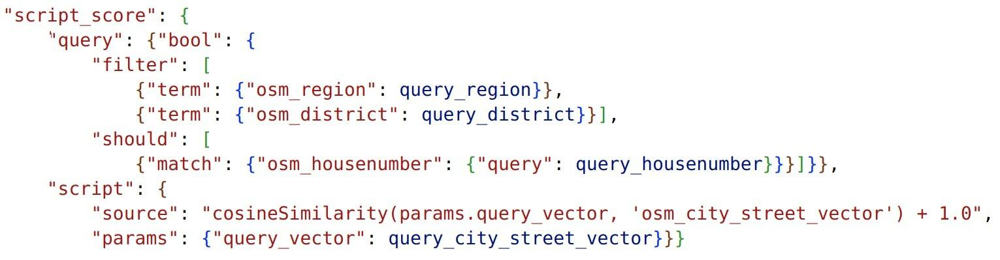 "script_score": {
    "query": {"bool": {
        "filter": [
            {"term": {"osm_region": query_region}},
            {"term": {"osm_district": query_district}}],
        "should": [
            {"match": {"osm_housenumber": {"query": query_housenumber}}}]}},
    "script": {
        "source": "cosineSimilarity(params.query_vector, 'osm_city_street_vector') + 1.0",
        "params": {"query_vector": query_city_street_vector}}}